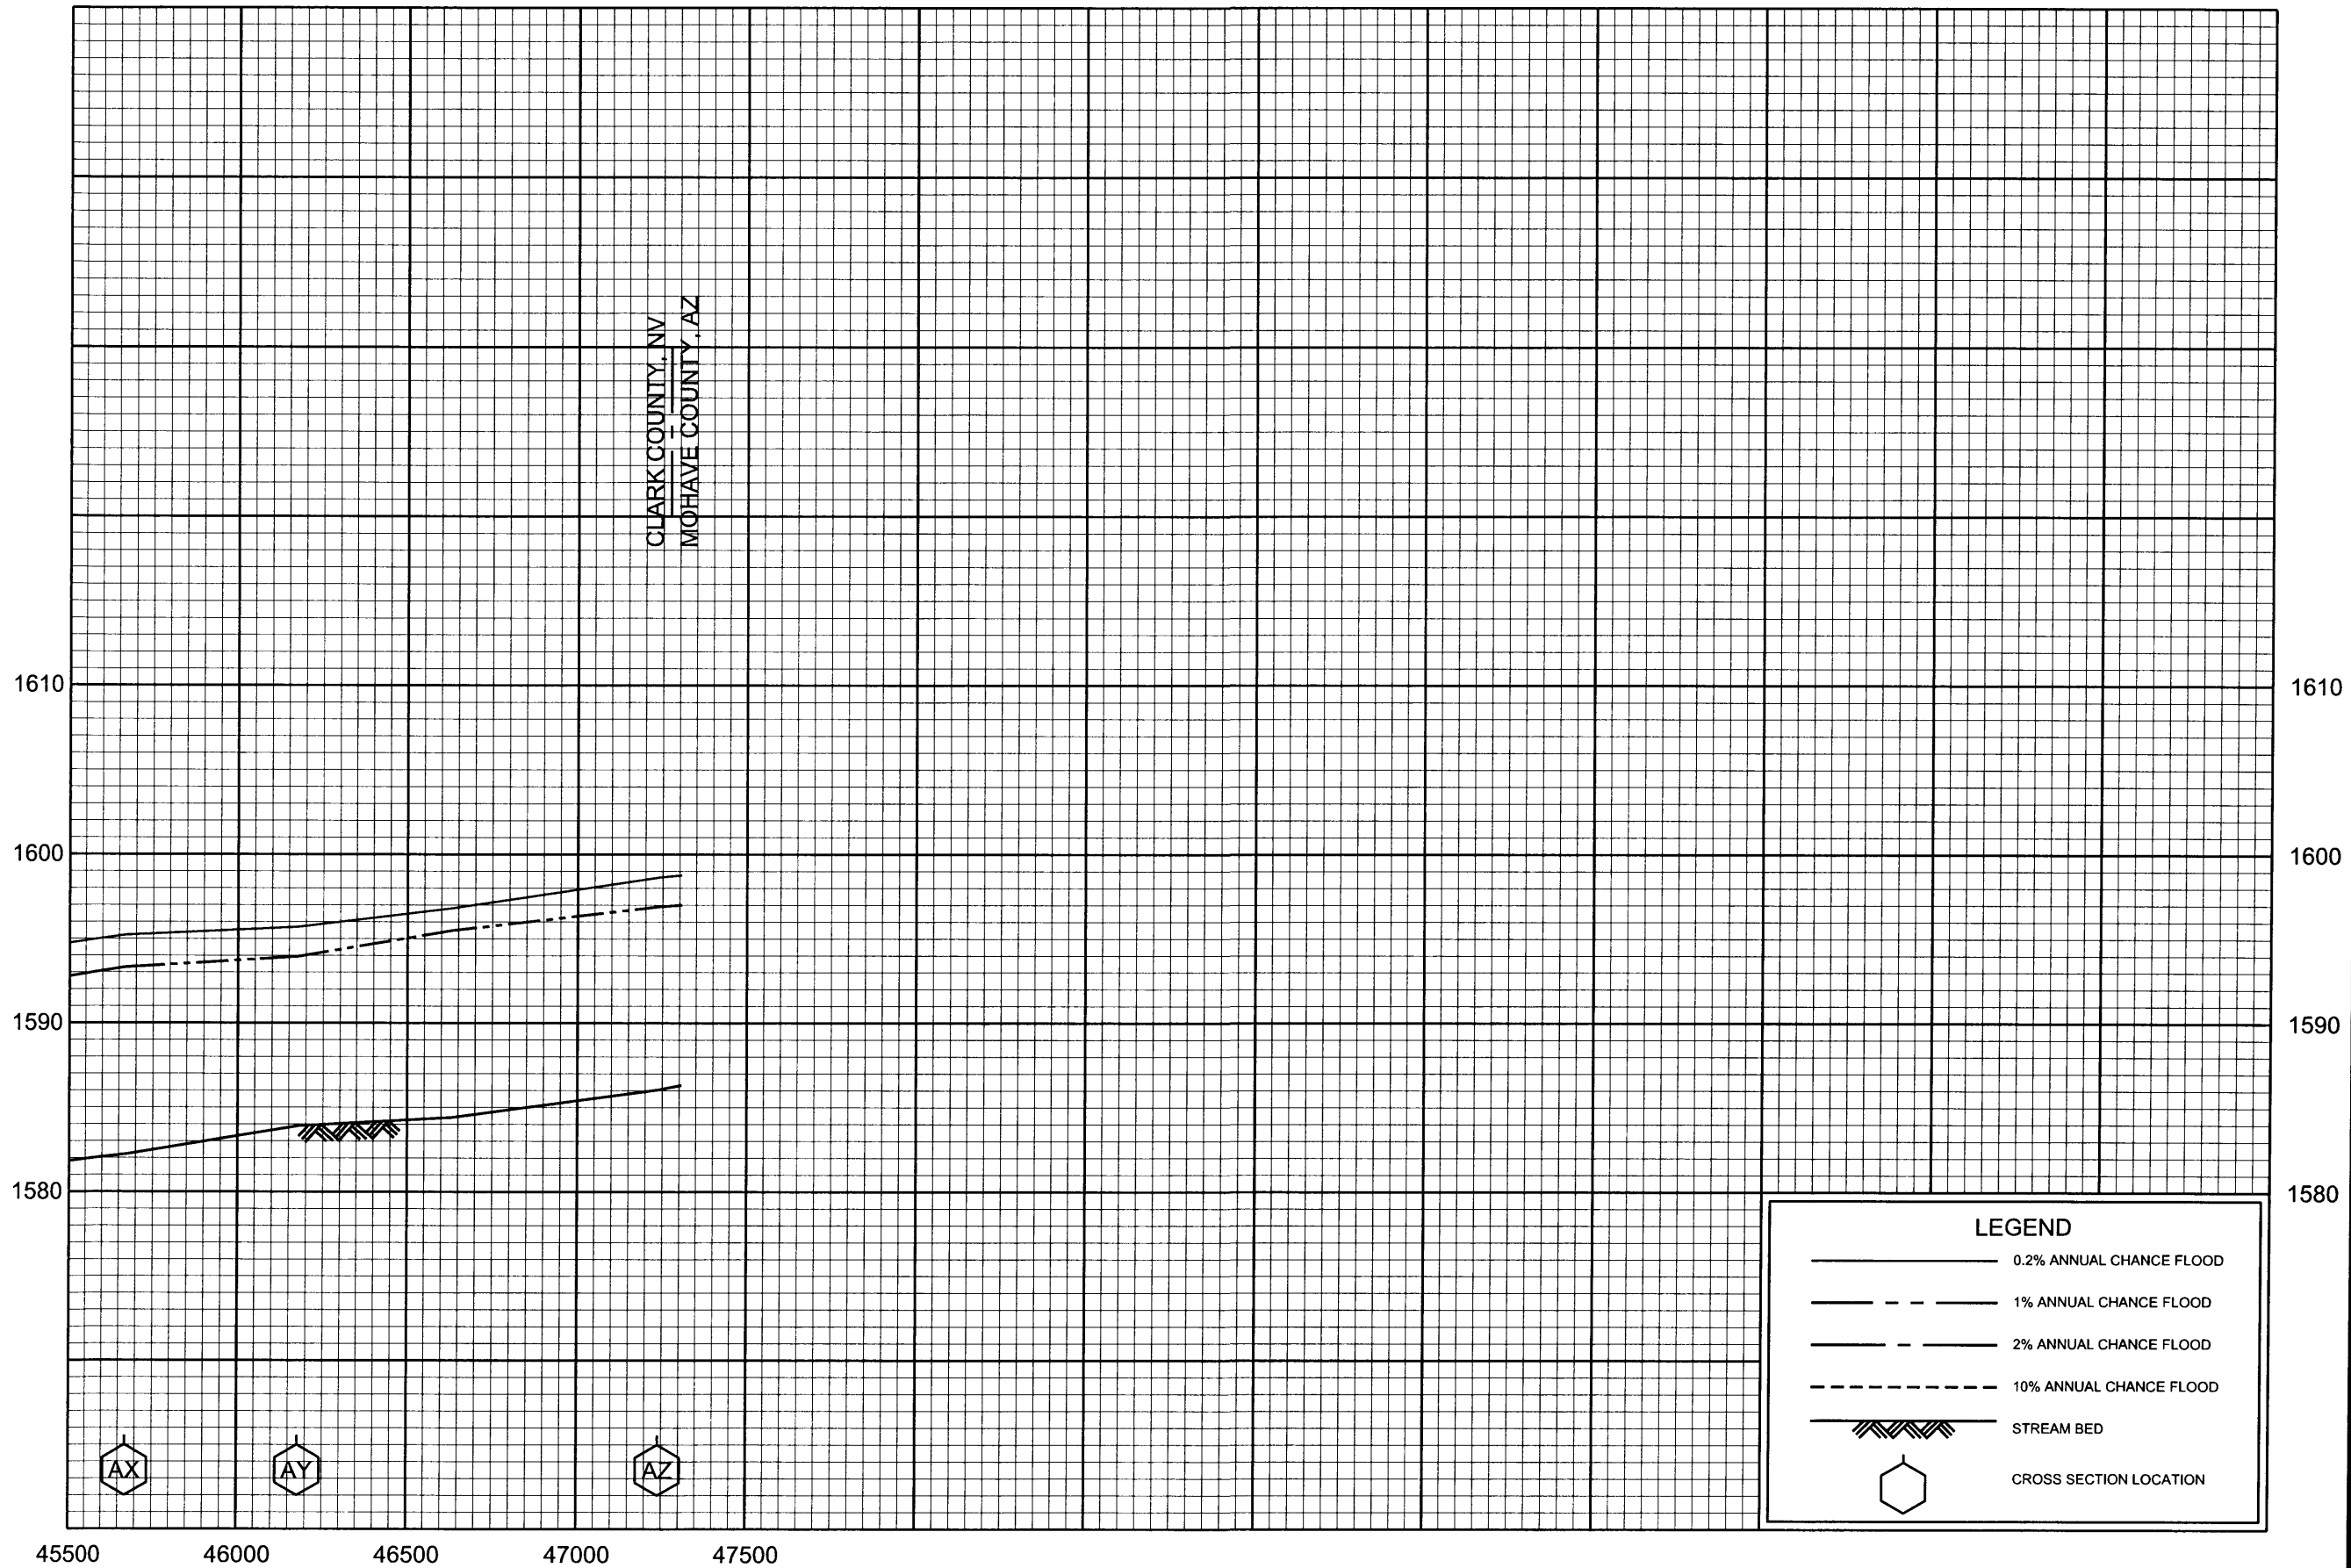 CLARK COUNTY, NV
MOHAVE COUNTY, AZ
1610
1610
1600
1600
1590
1590
1580
1580
LEGEND
0.2% ANNUAL CHANCE FLOOD
1% ANNUAL CHANCE FLOOD
2% ANNUAL CHANCE FLOOD
10% ANNUAL CHANCE FLOOD
STREAM BED
CROSS SECTION LOCATION
AX
AY
AZ
45500
46000
46500
47000
47500